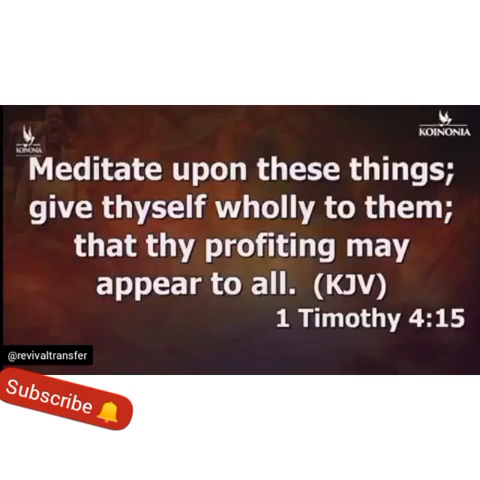 KOINONIA
KOINONIA
Meditate upon these things;
give thyself wholly to them;
that thy profiting may
appear to all. (KJV)
1 Timothy 4:15
@revivaltransfer
Subscribe